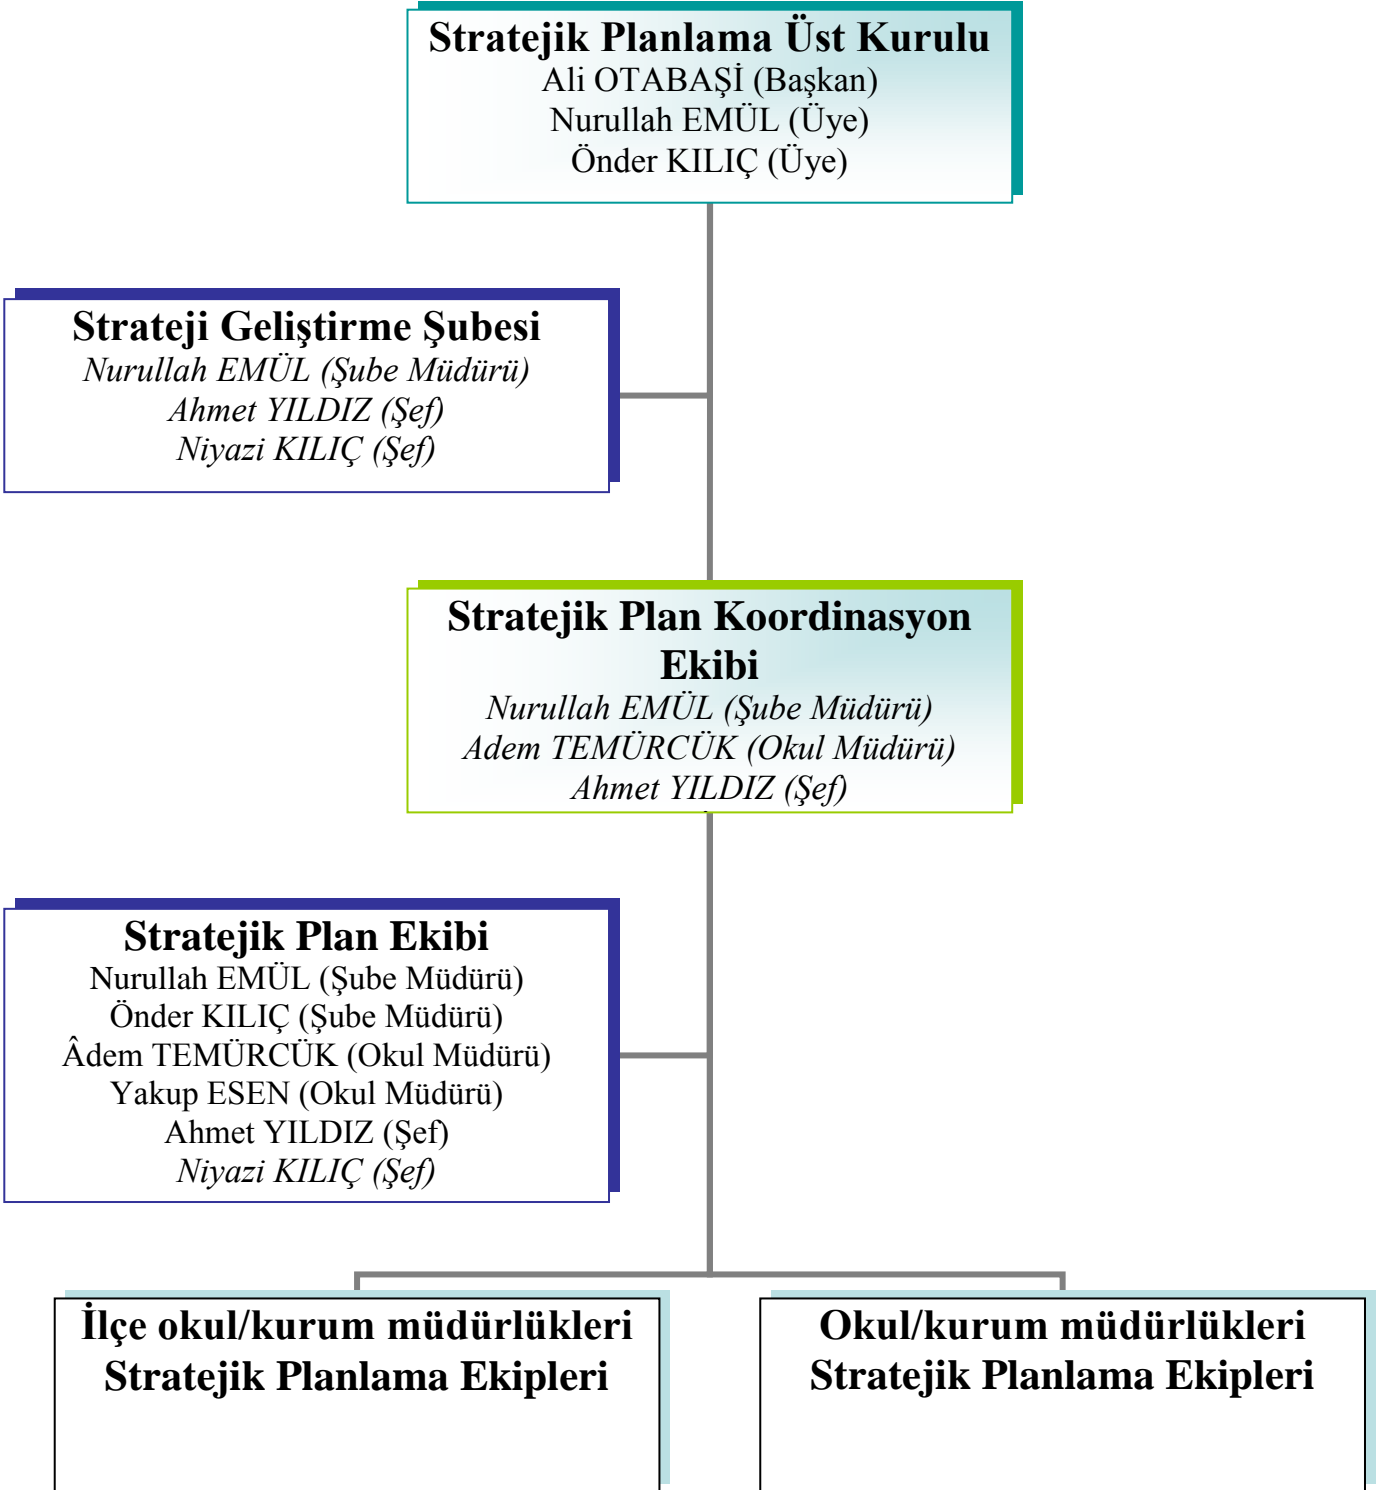 Stratejik Planlama Üst Kurulu
Ali OTABAŞİ (Başkan)
Nurullah EMÜL (Üye)
Önder KILIÇ (Üye)
Strateji Geliştirme Şubesi
Nurullah EMÜL (Şube Müdürü)
Ahmet YILDIZ (Şef)
Niyazi KILIÇ (Şef)
Stratejik Plan Koordinasyon
Ekibi
Nurullah EMÜL (Şube Müdürü)
Adem TEMÜRCÜK (Okul Müdürü)
Ahmet YILDIZ (Şef)
Stratejik Plan Ekibi
Nurullah EMÜL (Şube Müdürü)
Önder KILIÇ (Şube Müdürü)
Âdem TEMÜRCÜK (Okul Müdürü)
Yakup ESEN (Okul Müdürü)
Ahmet YILDIZ (Şef)
Niyazi KILIÇ (Şef)
İlçe okul/kurum müdürlükleri
Stratejik Planlama Ekipleri
Okul/kurum müdürlükleri
Stratejik Planlama Ekipleri